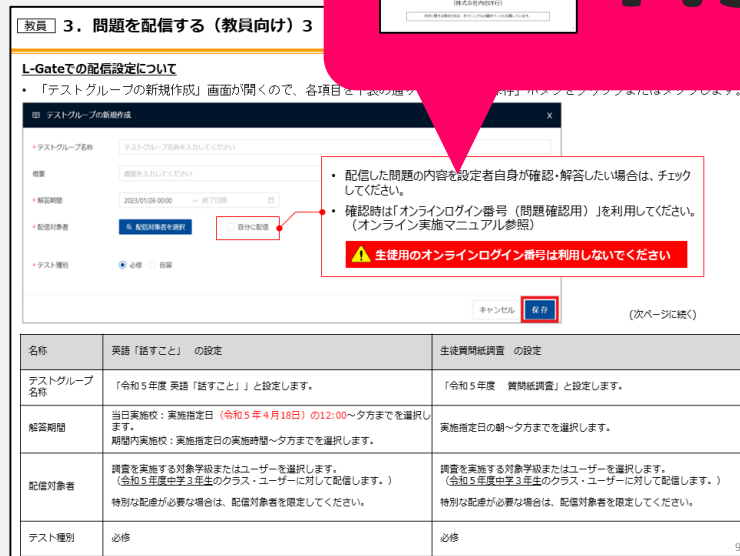 (株式会社内田洋行)
教員 3．問題を配信する（教員向け）3
L-Gateでの配信設定について
• 「テストグループの新規作成」画面が開くので、各項目を下表の通り
存」ボタンをクリックまたはタップします。
テストグループの新規作成 x
* テストグループ名称 テストグループ名称を入力してください
概要 概要を入力してください
* 解答期間 2023/01/26 00:00 → 終了日時
* 配信対象者 配信対象者を選択 自分に配信
* テスト種別 必修 自習
キャンセル 保存
• 配信した問題の内容を設定者自身が確認・解答したい場合は、チェック
してください。
• 確認時は「オンラインログイン番号（問題確認用）」を利用してください。
（オンライン実施マニュアル参照）
生徒用のオンラインログイン番号は利用しないでください
(次ページに続く)
名称 英語「話すこと」 の設定 生徒質問紙調査 の設定
テストグループ
名称
「令和５年度 英語「話すこと」」と設定します。 「令和５年度 質問紙調査」と設定します。
解答期間
当日実施校：実施指定日（令和５年４月18日）の12:00～夕方までを選択し
ます。
期間内実施校：実施指定日の実施時間～夕方までを選択します。
実施指定日の朝～夕方までを選択します。
配信対象者
調査を実施する対象学級またはユーザーを選択します。
（令和５年度中学３年生のクラス・ユーザーに対して配信します。）
特別な配慮が必要な場合は、配信対象者を限定してください。
調査を実施する対象学級またはユーザーを選択します。
（令和５年度中学３年生のクラス・ユーザーに対して配信します。）
特別な配慮が必要な場合は、配信対象者を限定してください。
テスト種別 必修 必修
9